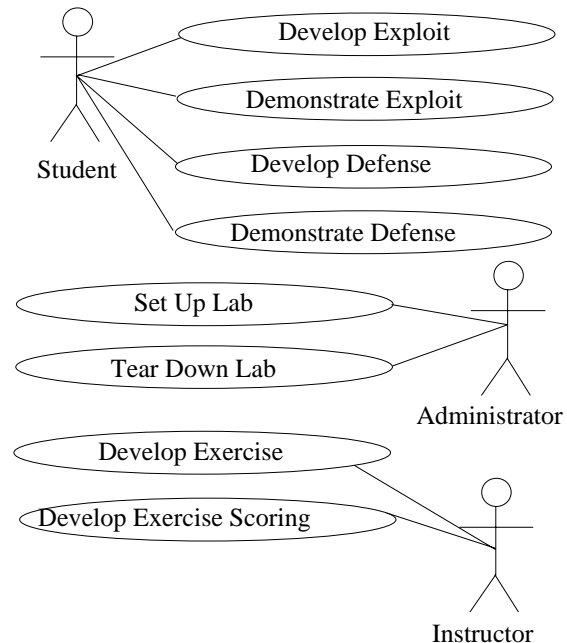 Develop Exploit
Demonstrate Exploit
Develop Defense
Student
Demonstrate Defense
Set Up Lab
Tear Down Lab
Administrator
Develop Exercise
Develop Exercise Scoring
Instructor